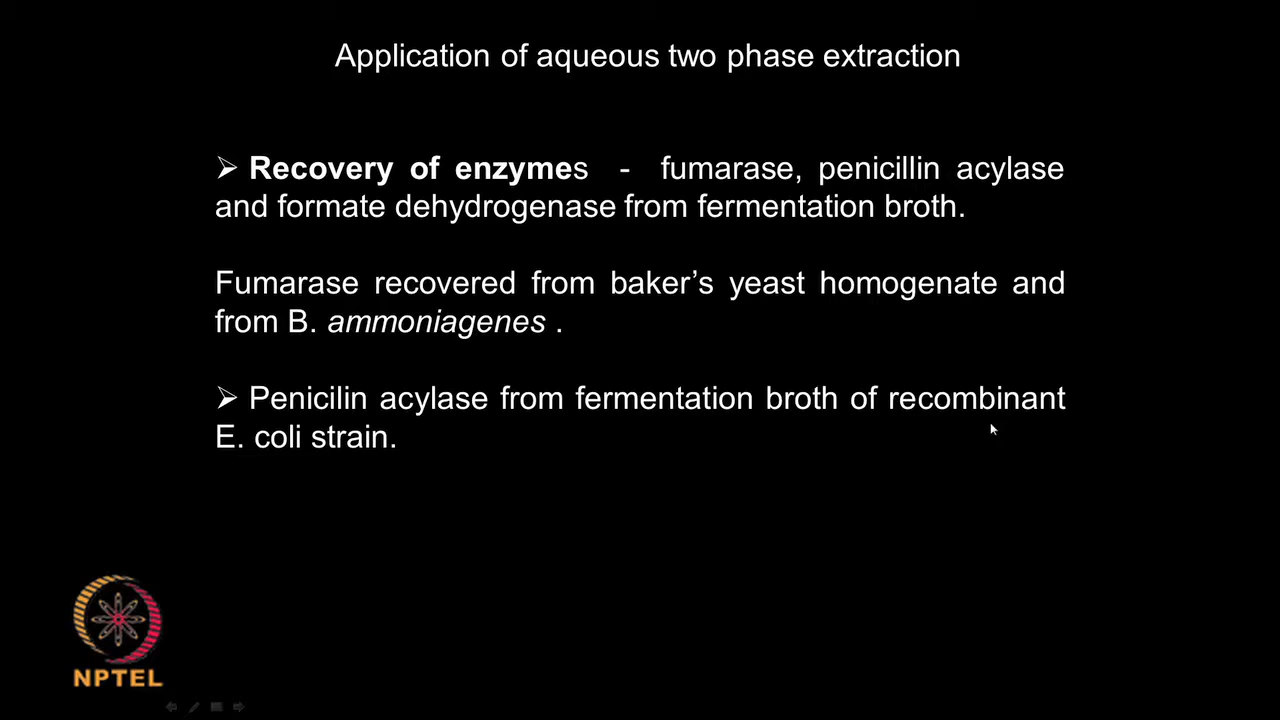 Application of aqueous two phase extraction
➢ Recovery of enzymes - fumarase, penicillin acylase
and formate dehydrogenase from fermentation broth.
Fumarase recovered from baker’s yeast homogenate and
from B. ammoniagenes .
➢ Penicilin acylase from fermentation broth of recombinant
E. coli strain.
NPTEL